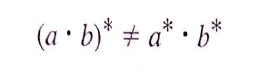 (a · b)* ≠ a* · b*